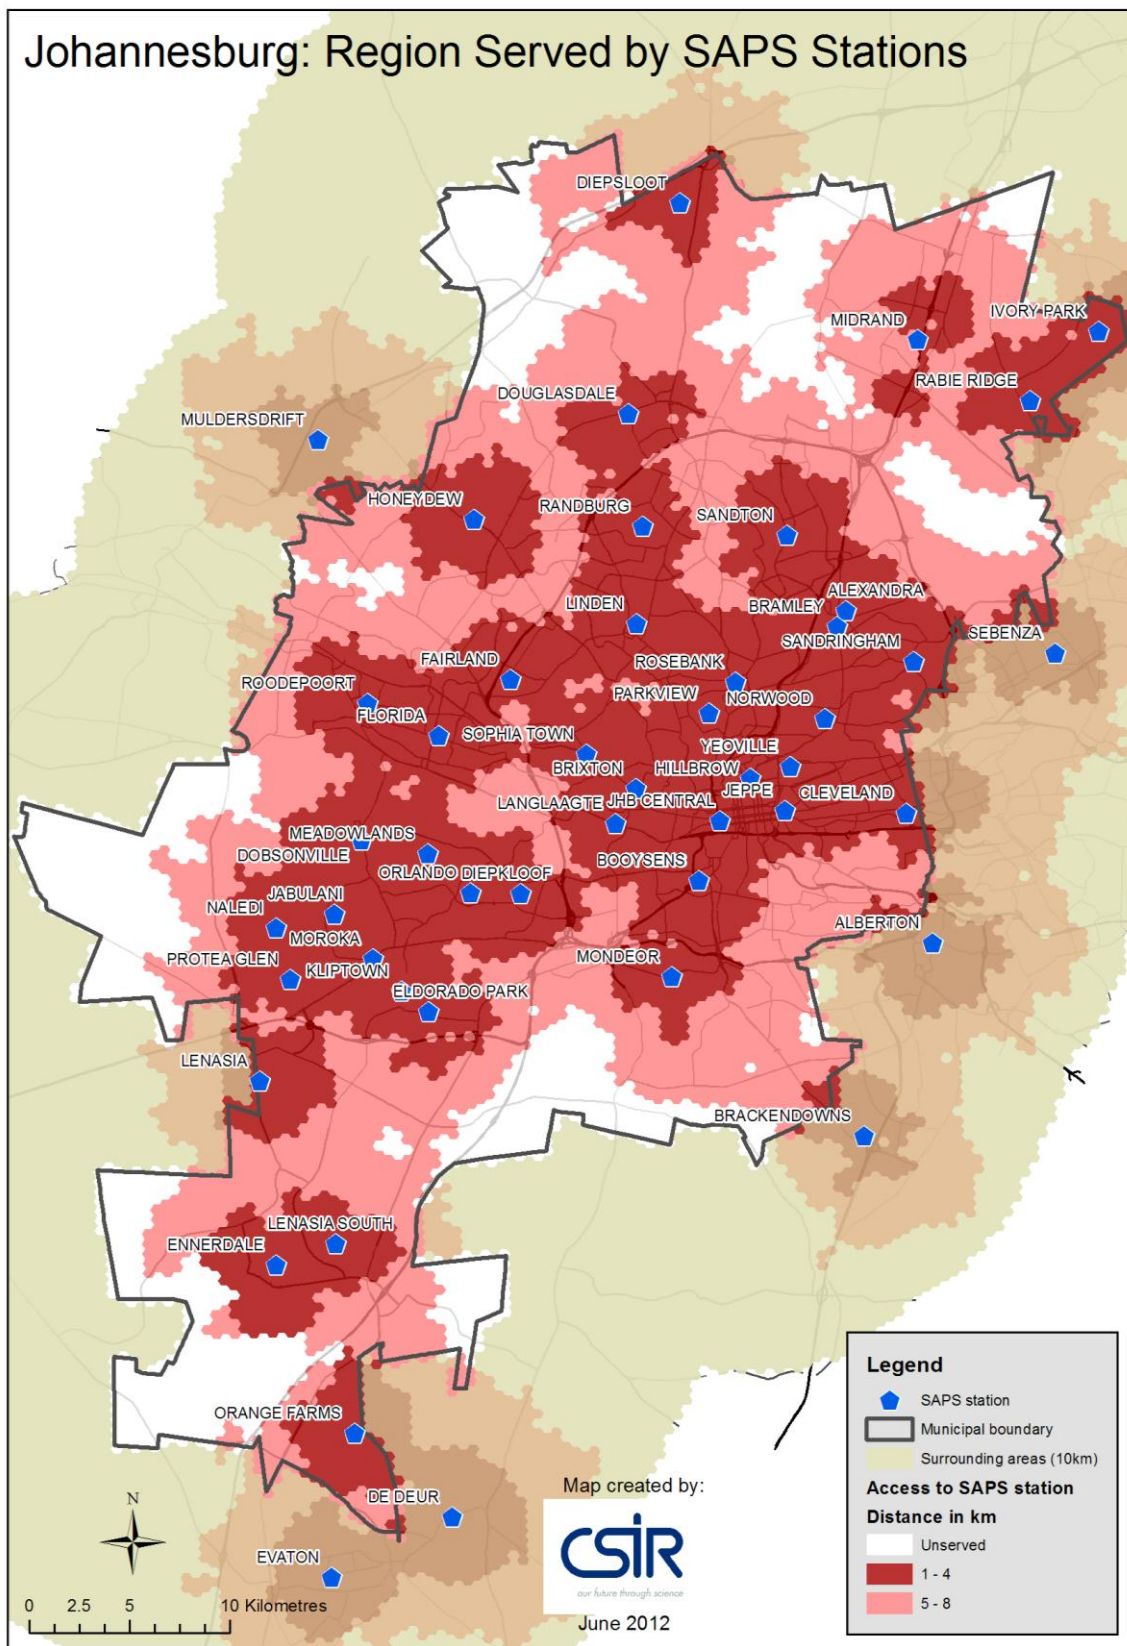 Johannesburg: Region Served by SAPS Stations
DIEPSLOOT
IVORY PARK
MIDRAND
RABIE RIDGE
DOUGLASDALE
MULDERSDRIFT
HONEYDEW
RANDBURG
SANDTON
ALEXANDRA
BRAMLEY
LINDEN
SEBENZA
SANDRINGHAM
FAIRLAND
ROSEBANK
ROODEPOORT
PARKVIEW
NORWOOD
FLORIDA
SOPHIA TOWN
YEOVILLE
BRIXTON
HILLBROW
JEPPE
CLEVELAND
LANGLAAGTE
JHB CENTRAL
MEADOWLANDS
DOBSONVILLE
BOOYSENS
ORLANDO
DIEPKLOOF
JABULANI
NALEDI
ALBERTON
MOROKA
PROTEA GLEN
MONDEOR
KLIPTOWN
ELDORADO PARK
LENASIA
BRACKENDOWNS
LENASIA SOUTH
ENNERDALE
ORANGE FARMS
DE DEUR
EVATON
N
0 2.5 5 10 Kilometres
Map created by:
CSIR
our future through science
June 2012
Legend
SAPS station
Municipal boundary
Surrounding areas (10km)
Access to SAPS station
Distance in km
Unserved
1 - 4
5 - 8